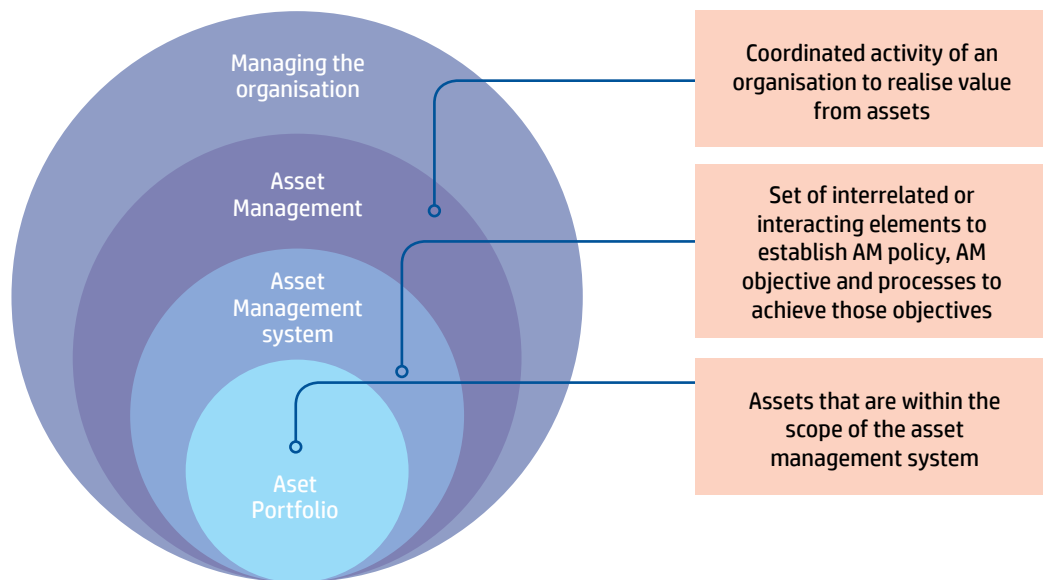 Managing the
organisation
Asset
Management
Asset
Management
system
Aset
Portfolio
Coordinated activity of an
organisation to realise value
from assets
Set of interrelated or
interacting elements to
establish AM policy, AM
objective and processes to
achieve those objectives
Assets that are within the
scope of the asset
management system